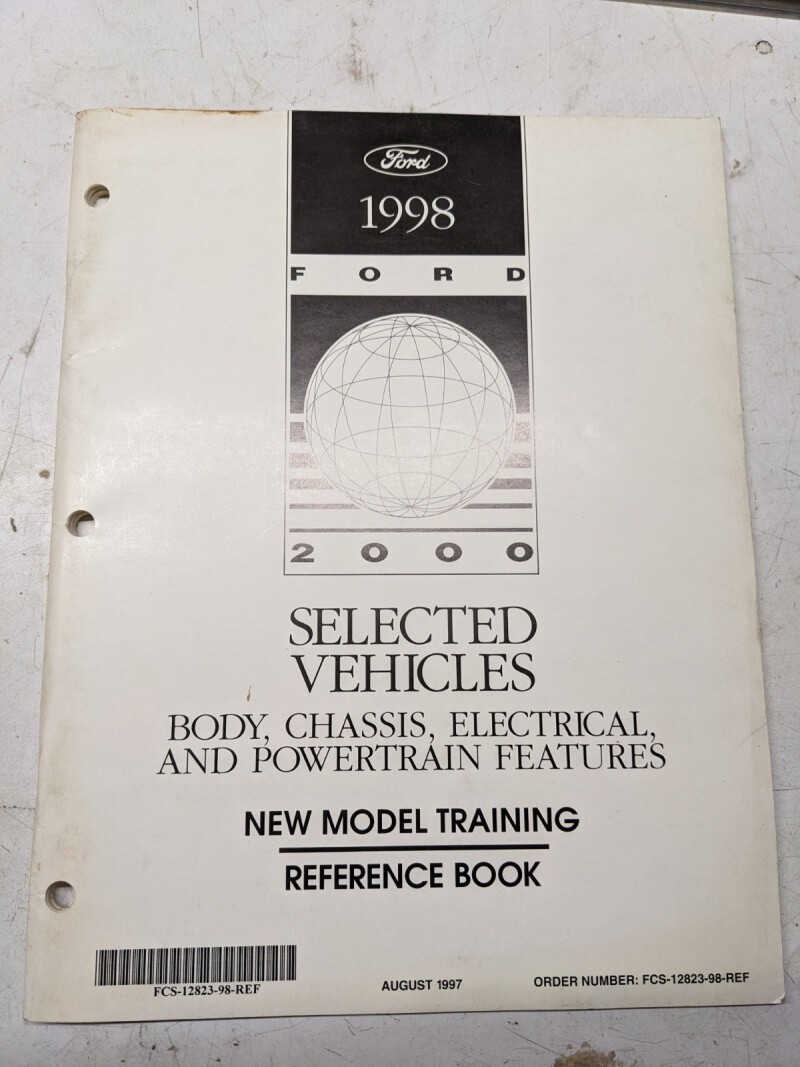 Ford
1998
FORD
2000
SELECTED
VEHICLES
BODY, CHASSIS, ELECTRICAL,
AND POWERTRAIN FEATURES
NEW MODEL TRAINING
REFERENCE BOOK
FCS-12823-98-REF
AUGUST 1997
ORDER NUMBER: FCS-12823-98-REF